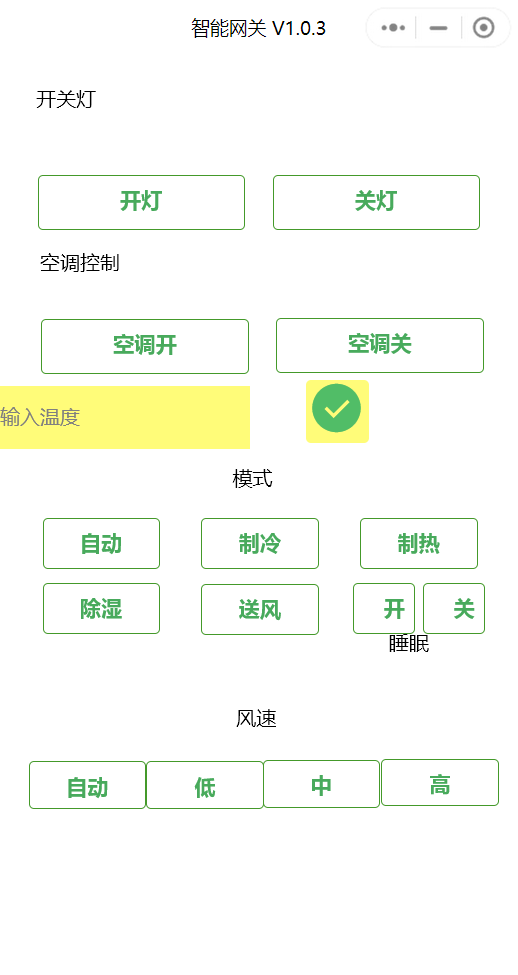 智能网关 V1.0.3
开关灯
开灯 关灯
空调控制
空调开 空调关
输入温度
模式
自动 制冷 制热
除湿 送风 开 关
睡眠
风速
自动 低 中 高